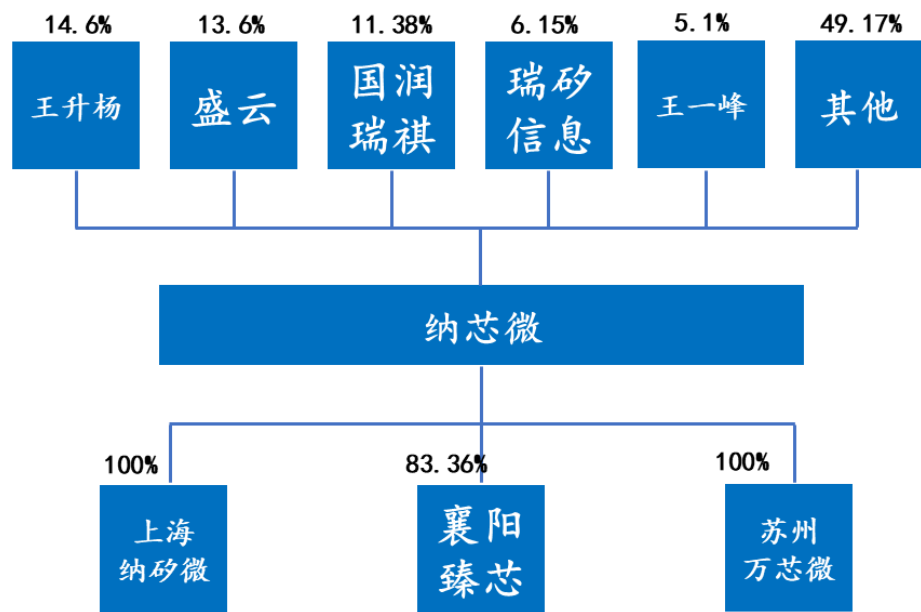 14.6% 13.6% 11.38% 6.15% 5.1% 49.17%
王升杨
盛云
国润
瑞祺
瑞矽
信息
王一峰
其他
纳芯微
100% 83.36% 100%
上海
纳矽微
襄阳
臻芯
苏州
万芯微